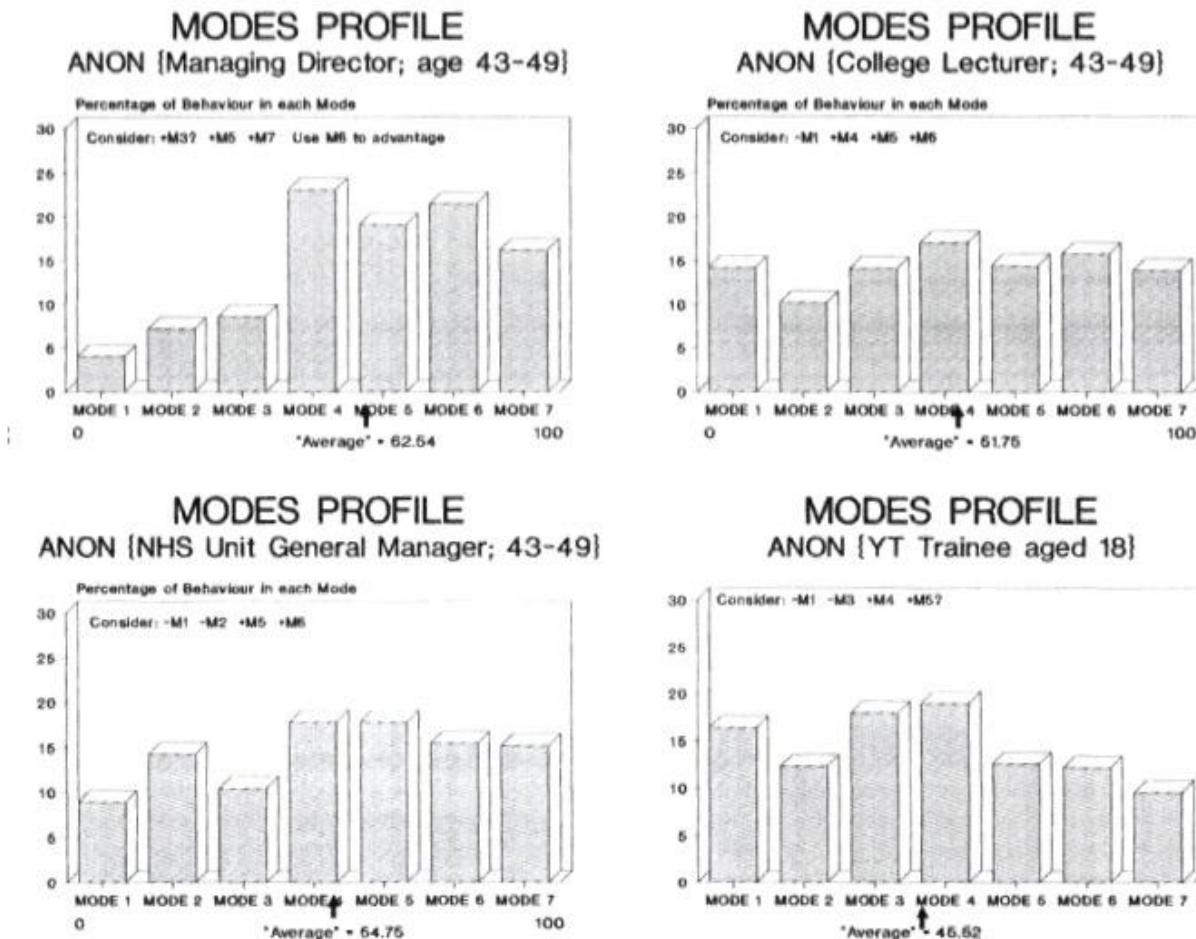 MODES PROFILE
ANON {Managing Director; age 43-49}
Percentage of Behaviour in each Mode
Consider: +M3? +M5 +M7 Use M6 to advantage
30
25
20
15
10
5
0
MODE 1 MODE 2 MODE 3 MODE 4 MODE 5 MODE 6 MODE 7
0 100
"Average" = 62.54
MODES PROFILE
ANON {College Lecturer; 43-49}
Percentage of Behaviour in each Mode
Consider: -M1 +M4 +M5 +M6
30
25
20
15
10
5
0
MODE 1 MODE 2 MODE 3 MODE 4 MODE 5 MODE 6 MODE 7
0 100
"Average" = 51.75
MODES PROFILE
ANON {NHS Unit General Manager; 43-49}
Percentage of Behaviour in each Mode
Consider: -M1 -M2 +M5 +M6
30
25
20
15
10
5
0
MODE 1 MODE 2 MODE 3 MODE 4 MODE 5 MODE 6 MODE 7
0 100
"Average" = 54.75
MODES PROFILE
ANON {YT Trainee aged 18}
Consider: -M1 -M3 +M4 +M5?
30
25
20
15
10
5
0
MODE 1 MODE 2 MODE 3 MODE 4 MODE 5 MODE 6 MODE 7
"Average" = 45.52